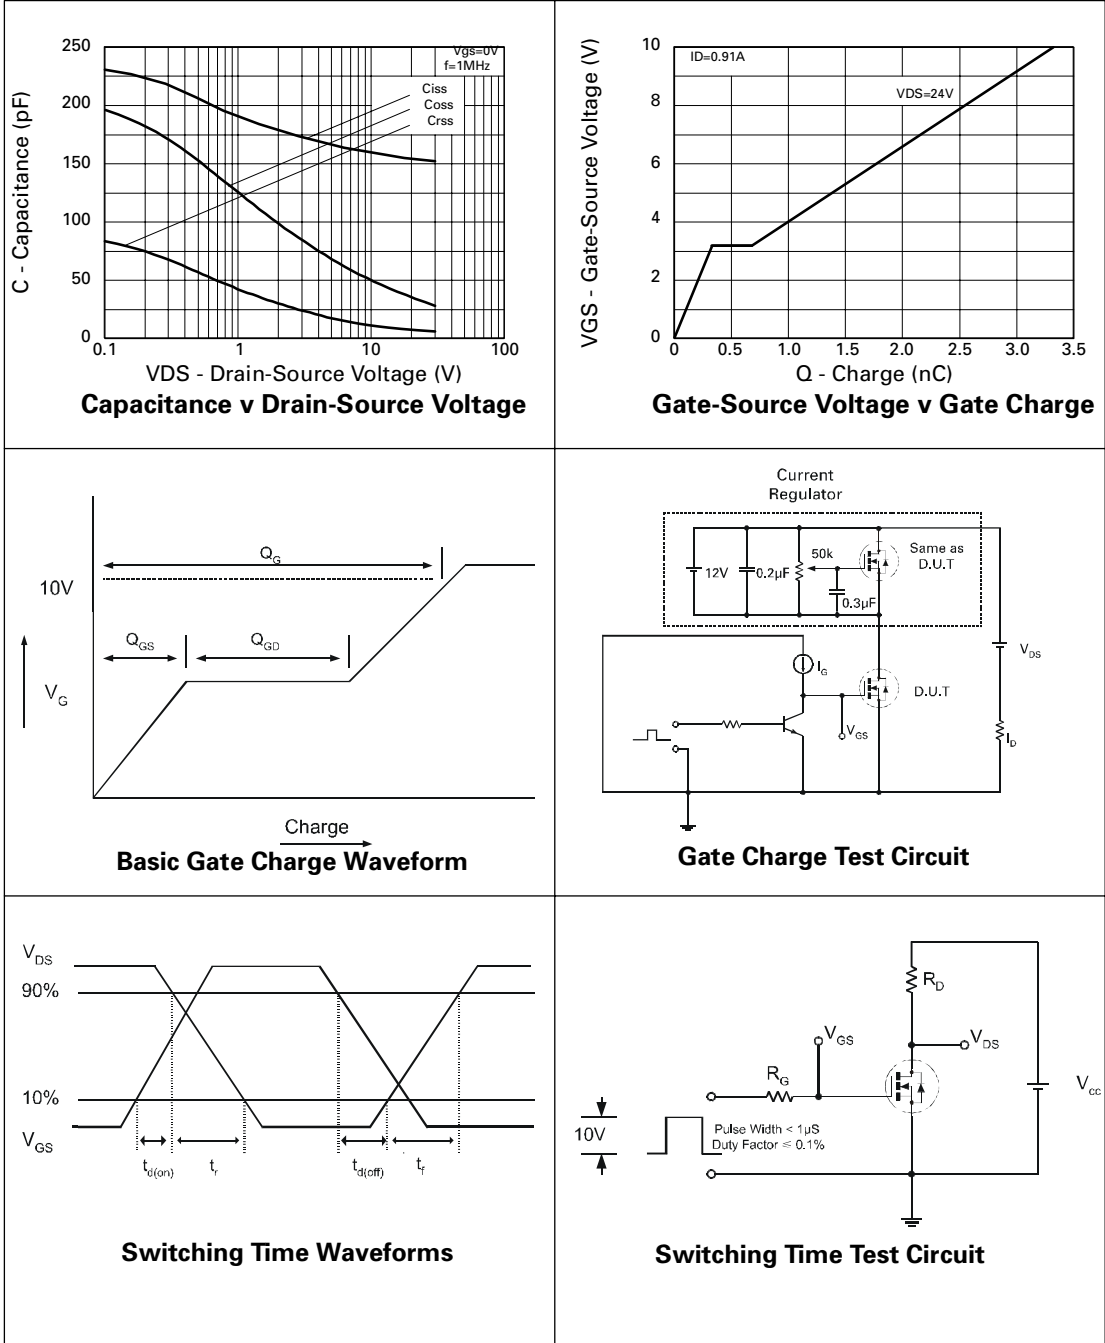 250
200
150
100
50
0
0.1
1
10
100
C - Capacitance (pF)
Vgs=0V
f=1MHz
Ciss
Coss
Crss
VDS - Drain-Source Voltage (V)
Capacitance v Drain-Source Voltage
10
8
6
4
2
0
0
0.5
1.0
1.5
2.0
2.5
3.0
3.5
VGS - Gate-Source Voltage (V)
ID=0.91A
VDS=24V
Q - Charge (nC)
Gate-Source Voltage v Gate Charge
QG
10V
QGS
QGD
VG
Charge
Basic Gate Charge Waveform
Current
Regulator
12V
0.2µF
50k
0.3µF
Same as
D.U.T
IG
VDS
D.U.T
VGS
ID
Gate Charge Test Circuit
VDS
90%
10%
VGS
td(on)
tr
td(off)
tf
Switching Time Waveforms
RD
VGS
VDS
RG
Vcc
10V
Pulse Width < 1µS
Duty Factor ≤ 0.1%
Switching Time Test Circuit